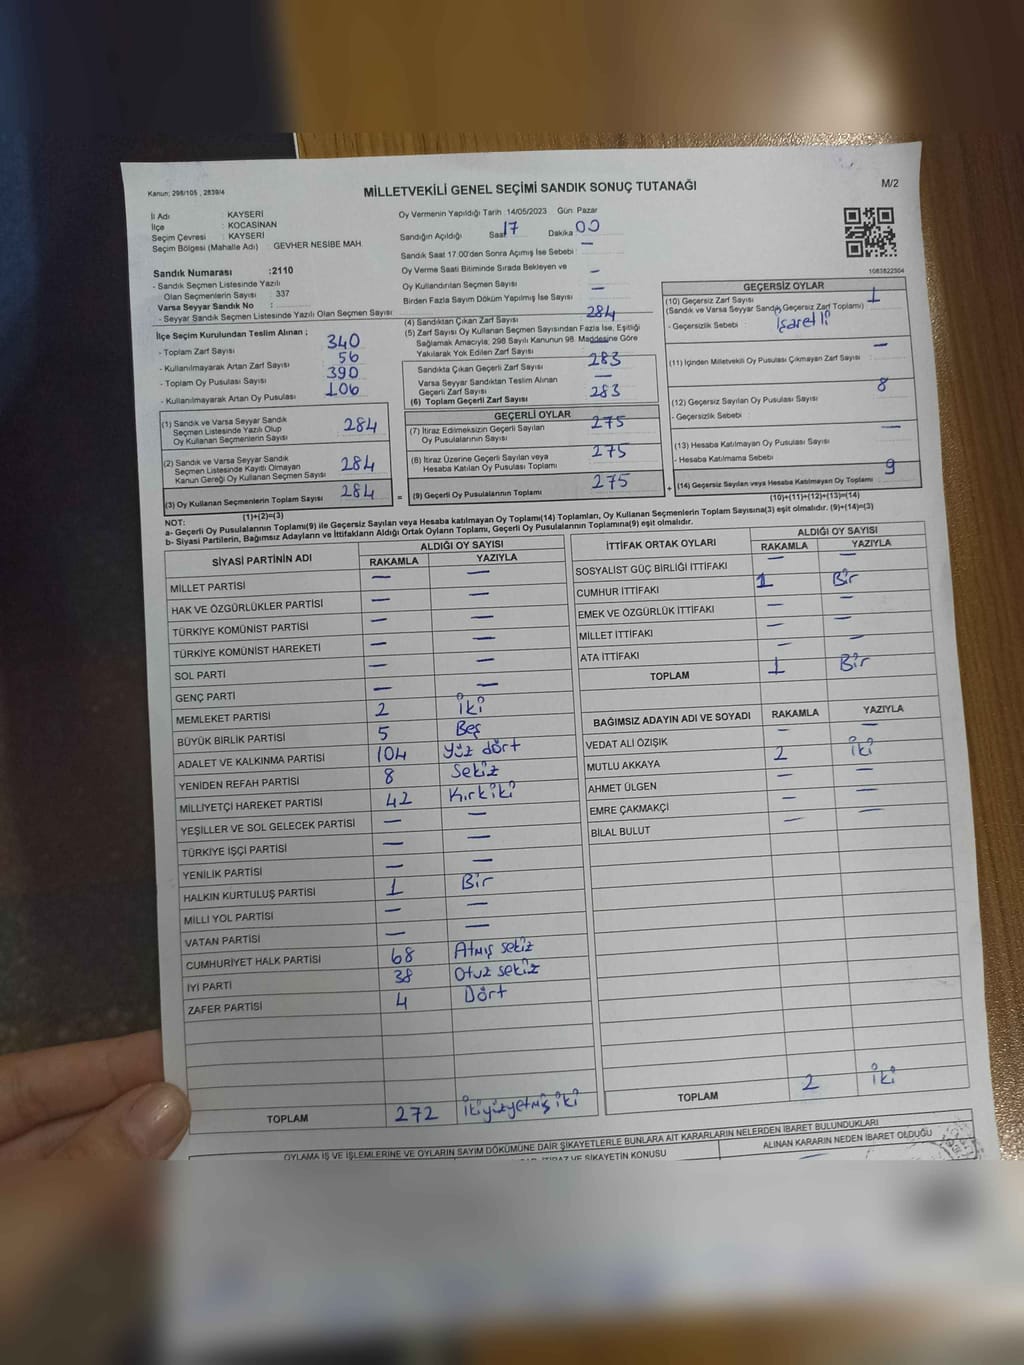 Kanun; 298/105 , 2839/4
MİLLETVEKİLİ GENEL SEÇİMİ SANDIK SONUÇ TUTANAĞI
M/2
İl Adı : KAYSERİ
İlçe : KOCASİNAN
Seçim Çevresi : KAYSERİ
Seçim Bölgesi (Mahalle Adı) : GEVHER NESİBE MAH.
Oy Vermenin Yapıldığı Tarih :14/05/2023 Gün: Pazar
Sandığın Açıldığı Saat 17 Dakika 00
Sandık Saat 17:00'den Sonra Açımış İse Sebebi : —
Oy Verme Saati Bitiminde Sırada Bekleyen ve
Oy Kullandırılan Seçmen Sayısı —
Birden Fazla Sayım Döküm Yapılmış İse Sayısı —
1083822504
Sandık Numarası :2110
- Sandık Seçmen Listesinde Yazılı
Olan Seçmenlerin Sayısı : 337
Varsa Seyyar Sandık No :
- Seyyar Sandık Seçmen Listesinde Yazılı Olan Seçmen Sayısı
İlçe Seçim Kurulundan Teslim Alınan ;
- Toplam Zarf Sayısı 340
- Kullanılmayarak Artan Zarf Sayısı 56
- Toplam Oy Pusulası Sayısı 390
- Kullanılmayarak Artan Oy Pusulası 106
(1) Sandık ve Varsa Seyyar Sandık
Seçmen Listesinde Yazılı Olup
Oy Kullanan Seçmenlerin Sayısı 284
(2) Sandık ve Varsa Seyyar Sandık
Seçmen Listesinde Kayıtlı Olmayan
Kanun Gereği Oy Kullanan Seçmen Sayısı 284
(3) Oy Kullanan Seçmenlerin Toplam Sayısı 284
(1)+(2)=(3)
(4) Sandıktan Çıkan Zarf Sayısı 284
(5) Zarf Sayısı Oy Kullanan Seçmen Sayısından Fazla İse, Eşitliği
Sağlamak Amacıyla; 298 Sayılı Kanunun 98. Maddesine Göre
Yakılarak Yok Edilen Zarf Sayısı —
Sandıkta Çıkan Geçerli Zarf Sayısı 283
Varsa Seyyar Sandıktan Teslim Alınan
Geçerli Zarf Sayısı —
(6) Toplam Geçerli Zarf Sayısı 283
GEÇERLİ OYLAR
(7) İtiraz Edilmeksizin Geçerli Sayılan
Oy Pusulalarının Sayısı 275
(8) İtiraz Üzerine Geçerli Sayılan veya
Hesaba Katılan Oy Pusulası Toplamı 275
= (9) Geçerli Oy Pusulalarının Toplamı 275
GEÇERSİZ OYLAR
(10) Geçersiz Zarf Sayısı 1
(Sandık ve Varsa Seyyar Sandık Geçersiz Zarf Toplamı)
- Geçersizlik Sebebi : İşaretli
(11) İçinden Milletvekili Oy Pusulası Çıkmayan Zarf Sayısı —
(12) Geçersiz Sayılan Oy Pusulası Sayısı 8
- Geçersizlik Sebebi :
(13) Hesaba Katılmayan Oy Pusulası Sayısı —
- Hesaba Katılmama Sebebi
+ (14) Geçersiz Sayılan veya Hesaba Katılmayan Oy Toplamı 9
(10)+(11)+(12)+(13)=(14)
NOT:
a- Geçerli Oy Pusulalarının Toplamı(9) ile Geçersiz Sayılan veya Hesaba katılmayan Oy Toplamı(14) Toplamları, Oy Kullanan Seçmenlerin Toplam Sayısına(3) eşit olmalıdır. (9)+(14)=(3)
b- Siyasi Partilerin, Bağımsız Adayların ve İttifakların Aldığı Ortak Oyların Toplamı, Geçerli Oy Pusulalarının Toplamına(9) eşit olmalıdır.
SİYASİ PARTİNİN ADI ALDIĞI OY SAYISI
RAKAMLA YAZIYLA
MİLLET PARTİSİ — —
HAK VE ÖZGÜRLÜKLER PARTİSİ — —
TÜRKİYE KOMÜNİST PARTİSİ — —
TÜRKİYE KOMÜNİST HAREKETİ — —
SOL PARTİ — —
GENÇ PARTİ — —
MEMLEKET PARTİSİ 2 İki
BÜYÜK BİRLİK PARTİSİ 5 Beş
ADALET VE KALKINMA PARTİSİ 104 Yüz dört
YENİDEN REFAH PARTİSİ 8 Sekiz
MİLLİYETÇİ HAREKET PARTİSİ 42 Kırkiki
YEŞİLLER VE SOL GELECEK PARTİSİ — —
TÜRKİYE İŞÇİ PARTİSİ — —
YENİLİK PARTİSİ — —
HALKIN KURTULUŞ PARTİSİ 1 Bir
MİLLİ YOL PARTİSİ — —
VATAN PARTİSİ — —
CUMHURİYET HALK PARTİSİ 68 Atmış sekiz
İYİ PARTİ 38 Otuz sekiz
ZAFER PARTİSİ 4 Dört
TOPLAM 272 İkiyüzyetmiş iki
İTTİFAK ORTAK OYLARI ALDIĞI OY SAYISI
RAKAMLA YAZIYLA
SOSYALİST GÜÇ BİRLİĞİ İTTİFAKI — —
CUMHUR İTTİFAKI 1 Bir
EMEK VE ÖZGÜRLÜK İTTİFAKI — —
MİLLET İTTİFAKI — —
ATA İTTİFAKI — —
TOPLAM 1 Bir
BAĞIMSIZ ADAYIN ADI VE SOYADI RAKAMLA YAZIYLA
VEDAT ALİ ÖZIŞIK — —
MUTLU AKKAYA 2 İki
AHMET ÜLGEN — —
EMRE ÇAKMAKÇİ — —
BİLAL BULUT — —
TOPLAM 2 İki
OYLAMA İŞ VE İŞLEMLERİNE VE OYLARIN SAYIM DÖKÜMÜNE DAİR ŞİKAYETLERLE BUNLARA AİT KARARLARIN NELERDEN İBARET BULUNDUKLARI
İTİRAZ VE ŞİKAYETİN KONUSU
ALINAN KARARIN NEDEN İBARET OLDUĞU